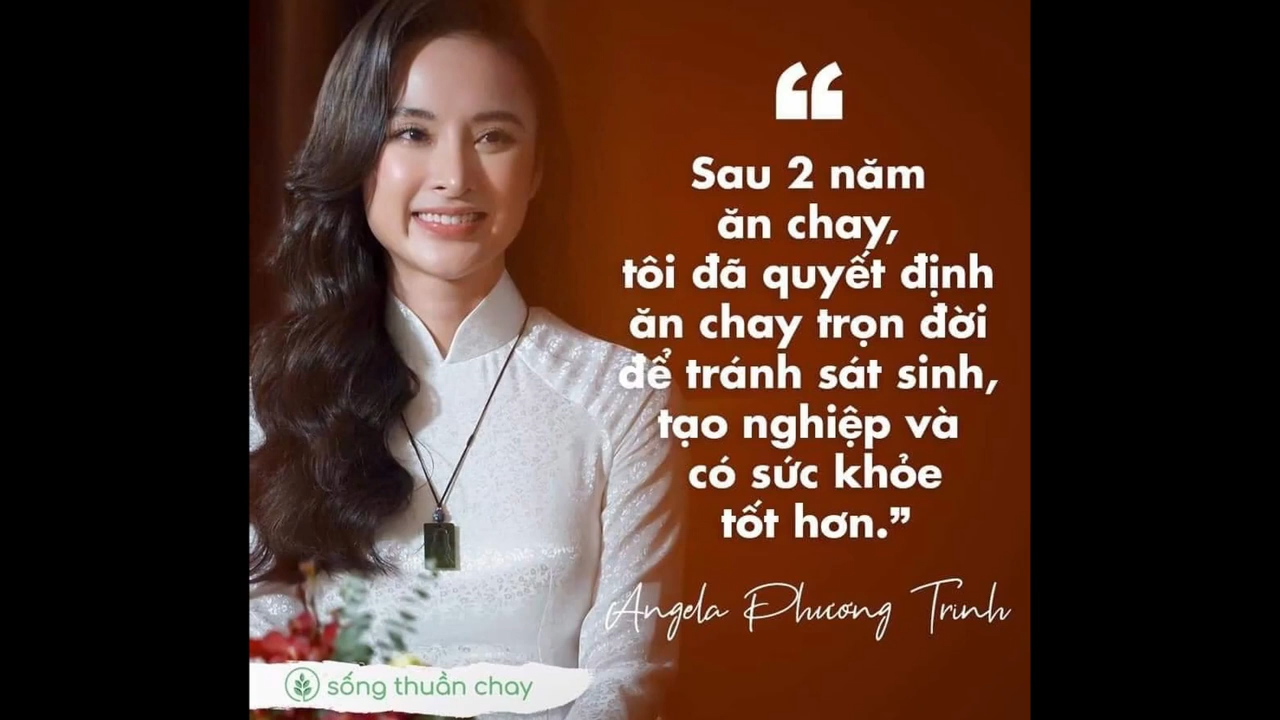 “
Sau 2 năm
ăn chay,
tôi đã quyết định
ăn chay trọn đời
để tránh sát sinh,
tạo nghiệp và
có sức khỏe
tốt hơn.”
Angela Phương Trinh
sống thuần chay